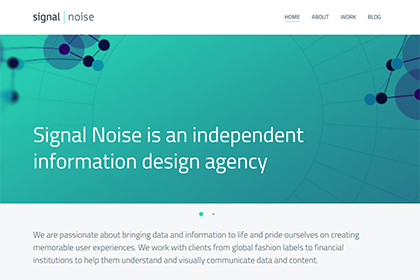 signal noise
HOME ABOUT WORK BLOG
Signal Noise is an independent
information design agency
We are passionate about bringing data and information to life and pride ourselves on creating
memorable user experiences. We work with clients from global fashion labels to financial
institutions to help them understand and visually communicate data and content.